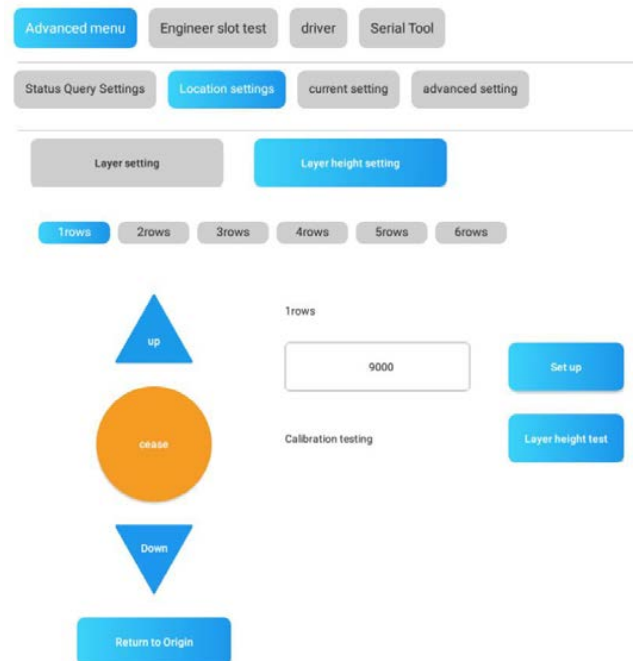 Advanced menu Engineer slot test driver Serial Tool
Status Query Settings Location settings current setting advanced setting
Layer setting Layer height setting
1rows 2rows 3rows 4rows 5rows 6rows
1rows
up
9000 Set up
cease
Calibration testing Layer height test
Down
Return to Origin